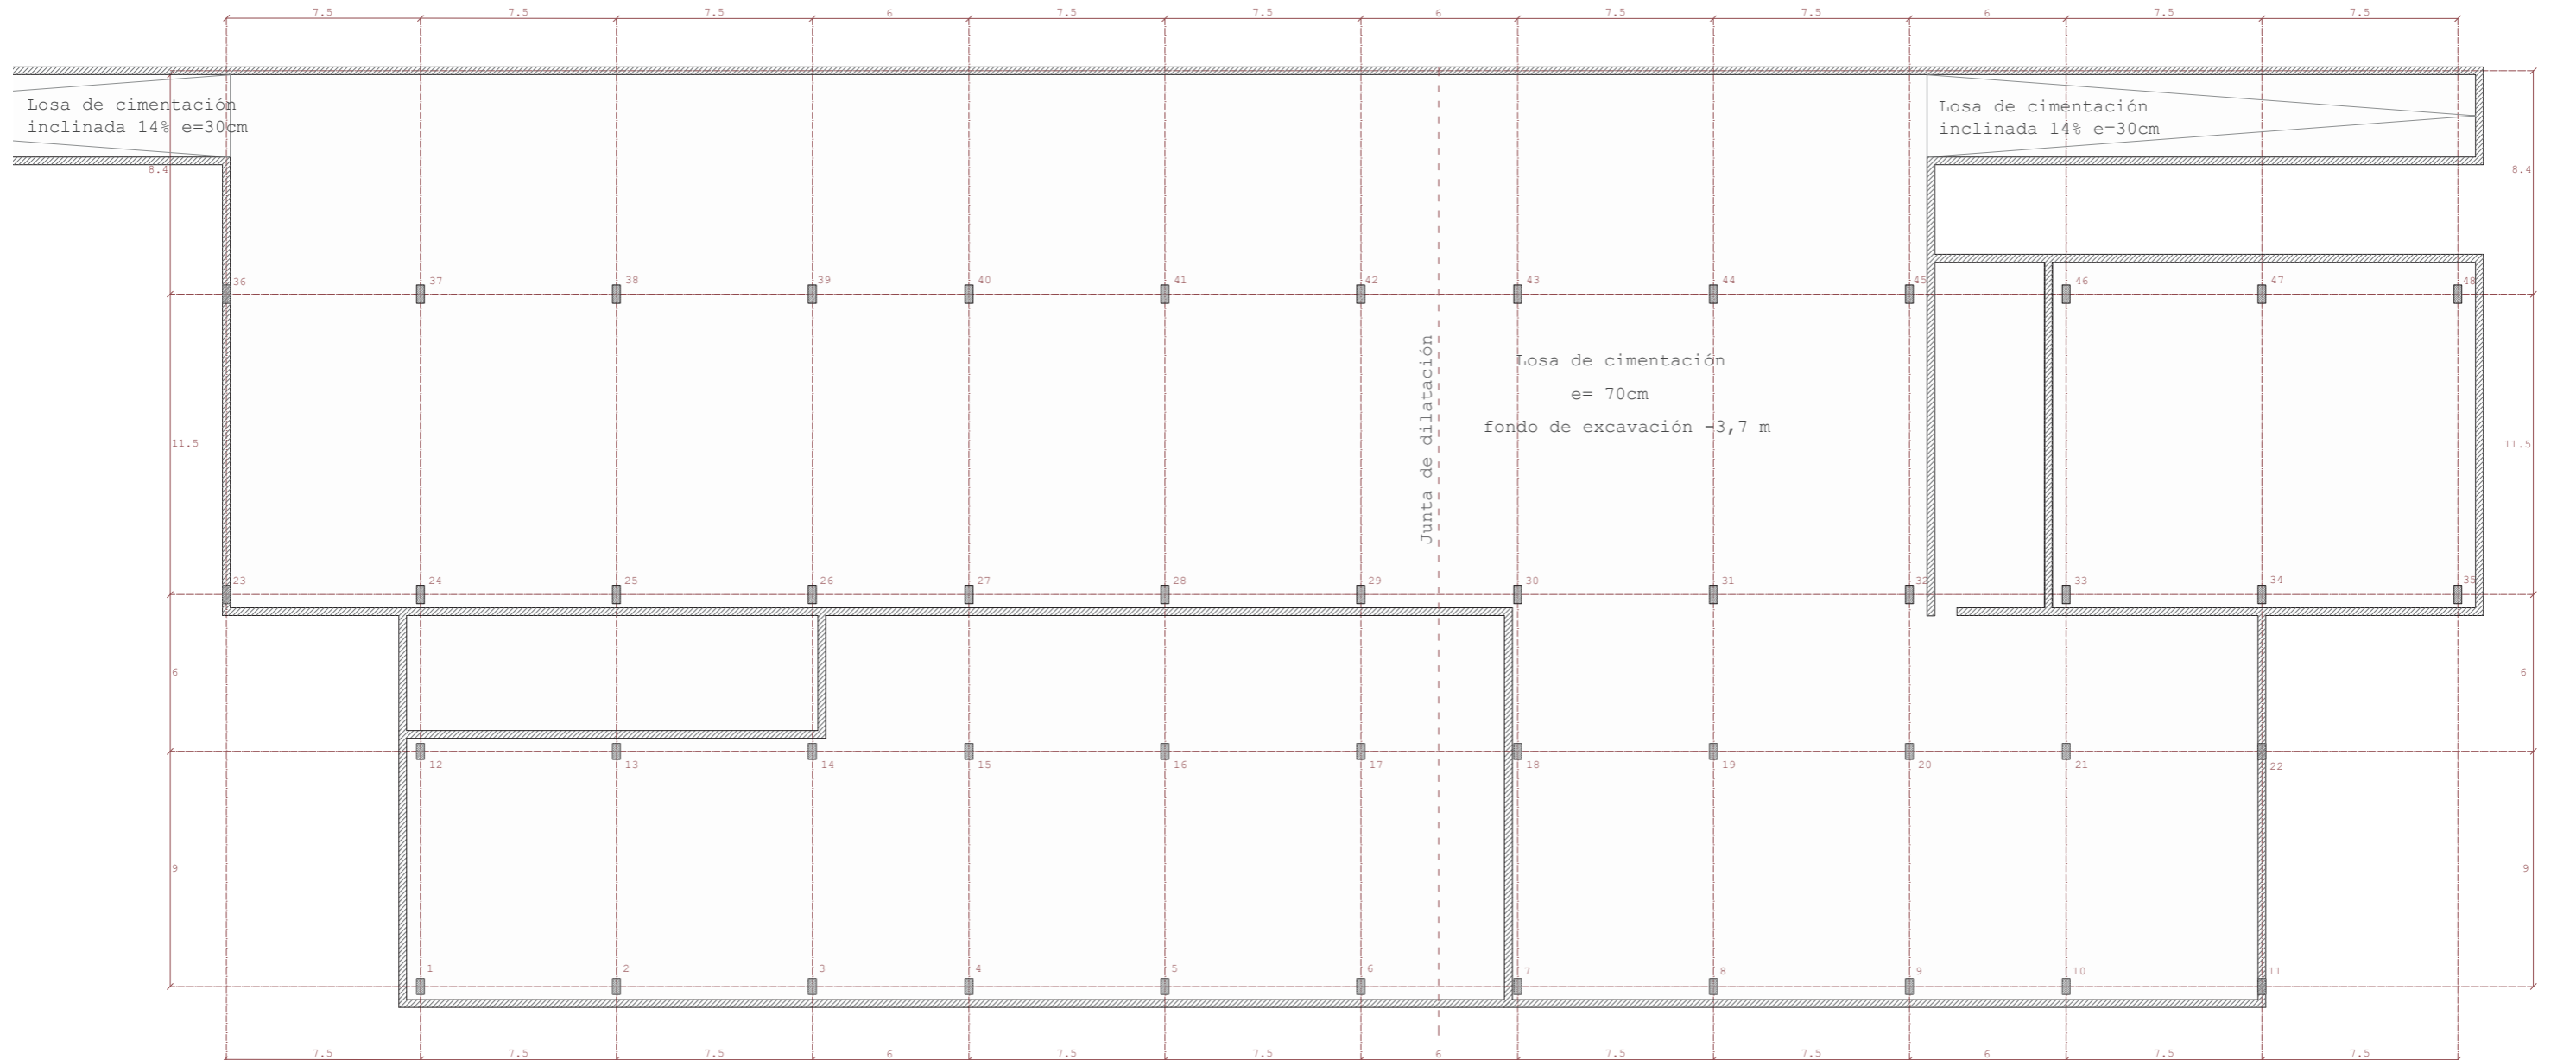 7.5 7.5 7.5 6 7.5 7.5 6 7.5 7.5 6 7.5 7.5
Losa de cimentación
inclinada 14% e=30cm
Losa de cimentación
inclinada 14% e=30cm
8.4
8.4
36 37 38 39 40 41 42 43 44 45 46 47 48
Junta de dilatación
Losa de cimentación
e= 70cm
fondo de excavación -3,7 m
11.5
11.5
23 24 25 26 27 28 29 30 31 32 33 34 35
6
6
12 13 14 15 16 17 18 19 20 21 22
9
9
1 2 3 4 5 6 7 8 9 10 11
7.5 7.5 7.5 6 7.5 7.5 6 7.5 7.5 6 7.5 7.5